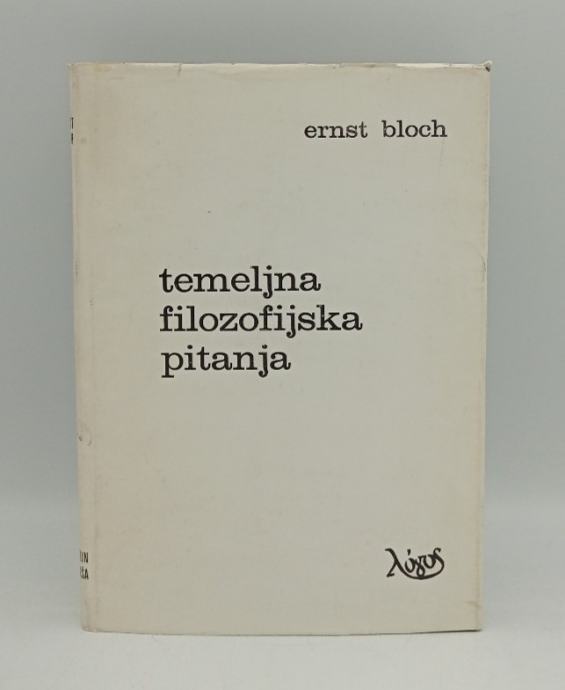 ernst bloch
temeljna
filozofijska
pitanja
λόγος